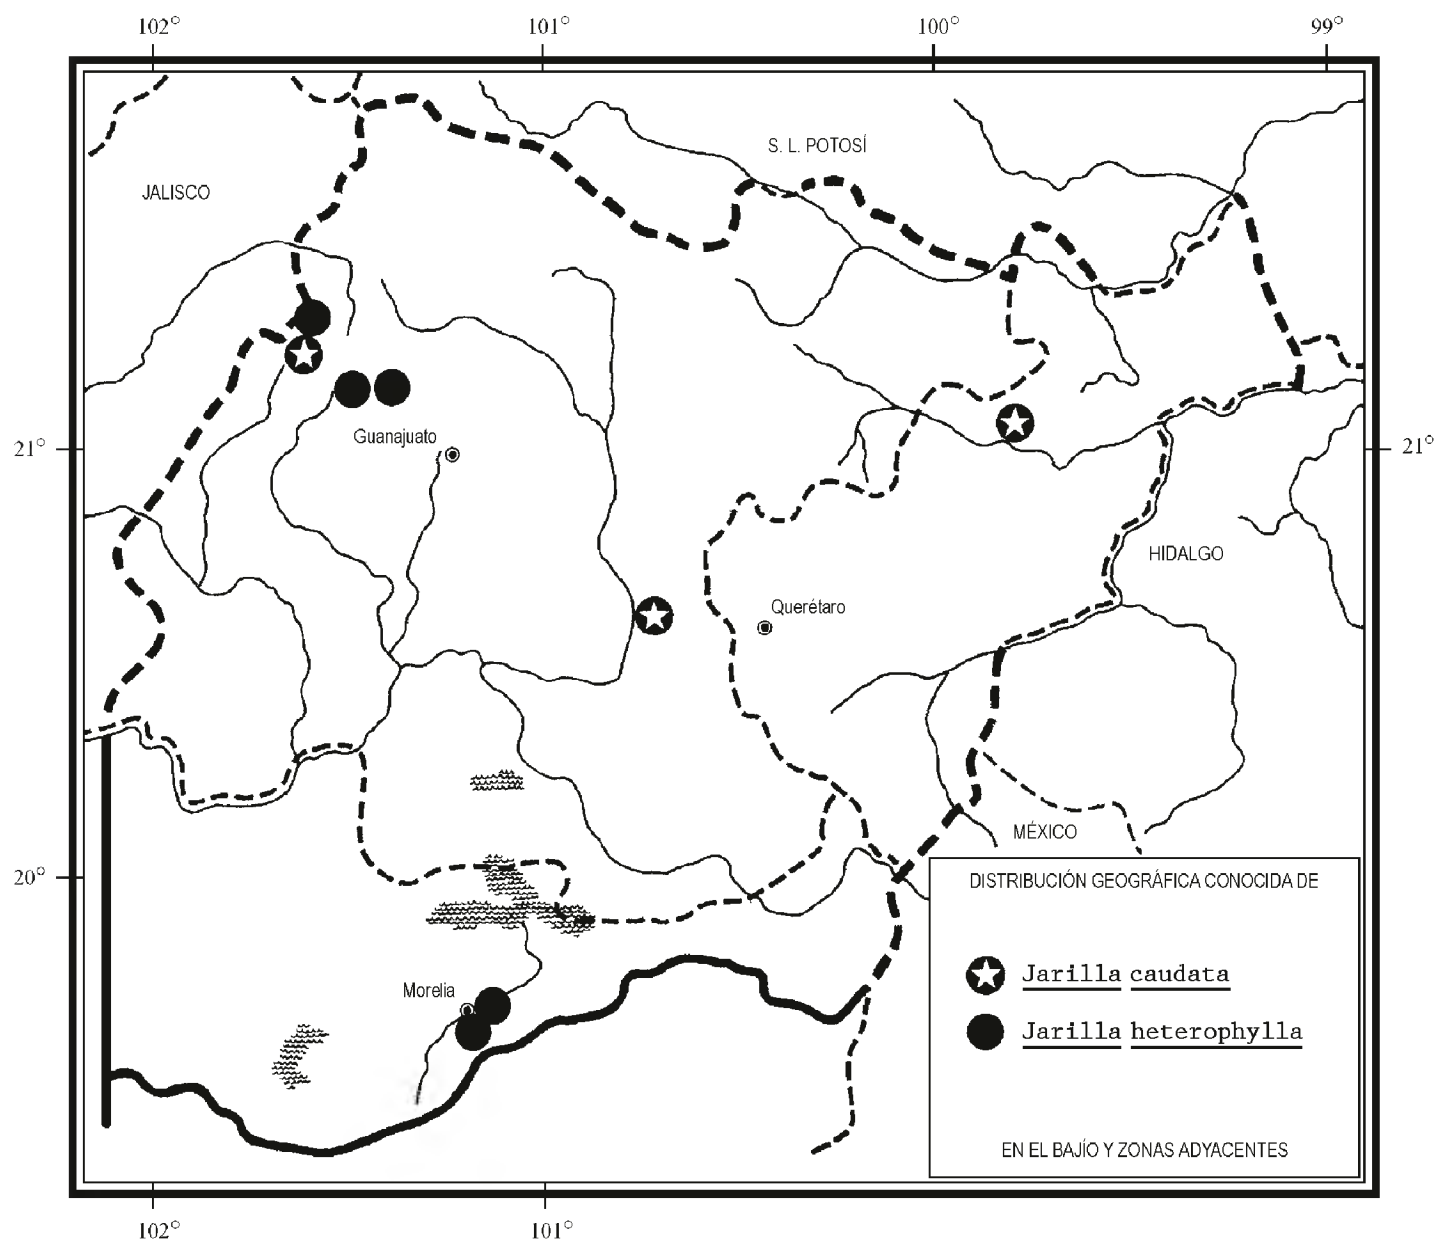 102° 101° 100° 99°
S. L. POTOSÍ
JALISCO
Guanajuato
21° 21°
HIDALGO
Querétaro
MÉXICO
20°
DISTRIBUCIÓN GEOGRÁFICA CONOCIDA DE
Jarilla caudata
Morelia
Jarilla heterophylla
EN EL BAJÍO Y ZONAS ADYACENTES
102° 101°